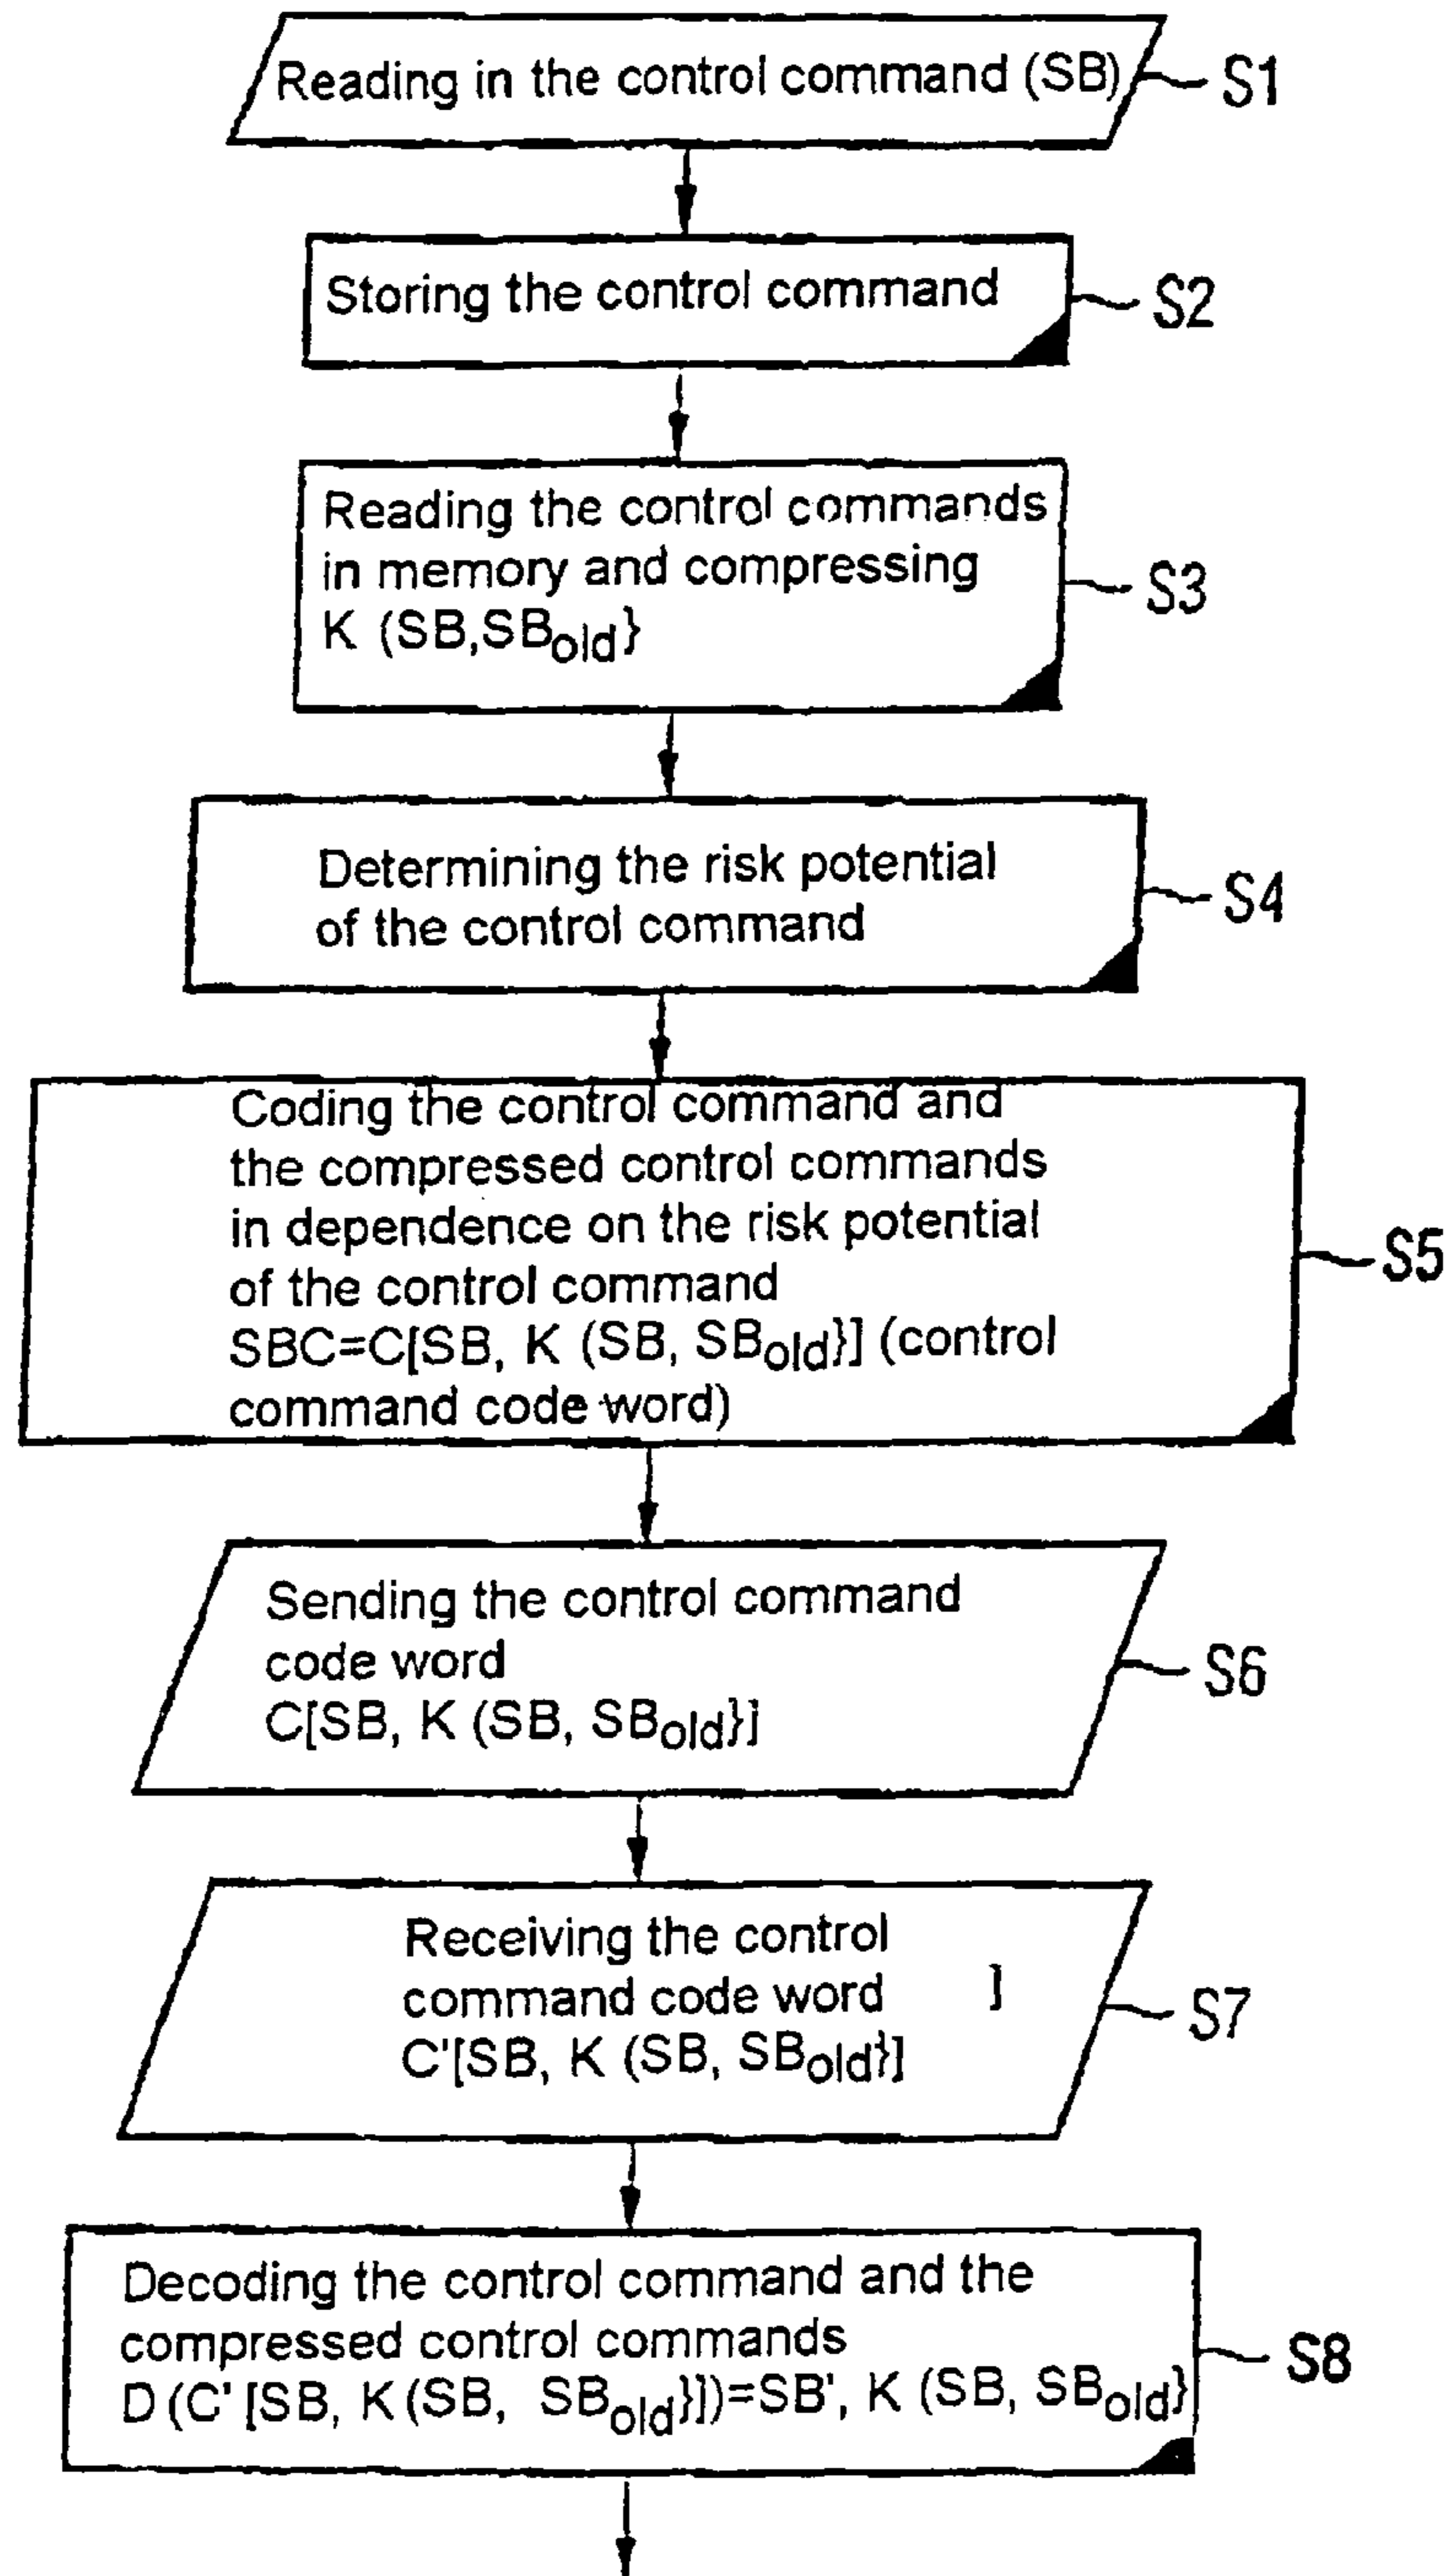 Reading in the control command (SB)
S1
Storing the control command
S2
Reading the control commands
in memory and compressing
K (SB,SBold}
S3
Determining the risk potential
of the control command
S4
Coding the control command and
the compressed control commands
in dependence on the risk potential
of the control command
SBC=C[SB, K (SB, SBold}] (control
command code word)
S5
Sending the control command
code word
C[SB, K (SB, SBold}]
S6
Receiving the control
command code word ]
C'[SB, K (SB, SBold}]
S7
Decoding the control command and the
compressed control commands
D (C' [SB, K (SB, SBold}])=SB', K (SB, SBold}
S8